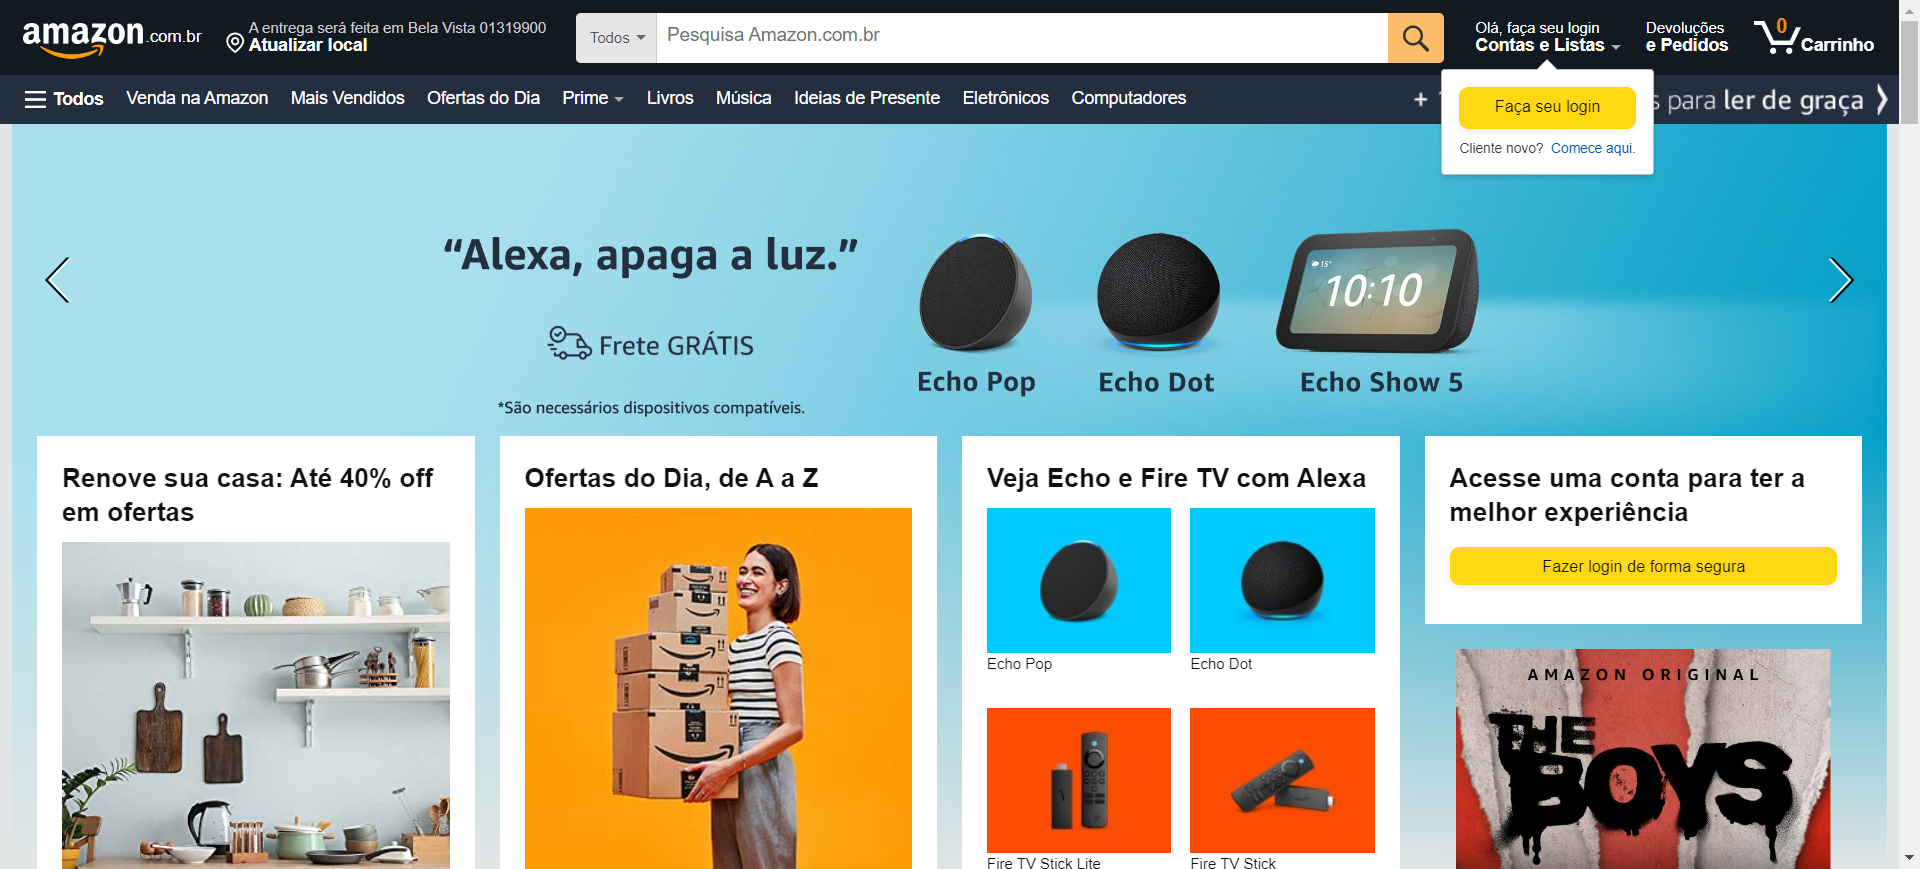 amazon.com.br
A entrega será feita em Bela Vista 01319900
Atualizar local
Todos
Pesquisa Amazon.com.br
Olá, faça seu login
Contas e Listas
Devoluções
e Pedidos
0
Carrinho
Todos
Venda na Amazon
Mais Vendidos
Ofertas do Dia
Prime
Livros
Música
Ideias de Presente
Eletrônicos
Computadores
+
para ler de graça
Faça seu login
Cliente novo? Comece aqui.
“Alexa, apaga a luz.”
Frete GRÁTIS
*São necessários dispositivos compatíveis.
15°
10:10
Echo Pop
Echo Dot
Echo Show 5
Renove sua casa: Até 40% off
em ofertas
Ofertas do Dia, de A a Z
Veja Echo e Fire TV com Alexa
Echo Pop
Echo Dot
Fire TV Stick Lite
Fire TV Stick
Acesse uma conta para ter a
melhor experiência
Fazer login de forma segura
AMAZON ORIGINAL
THE
BOYS